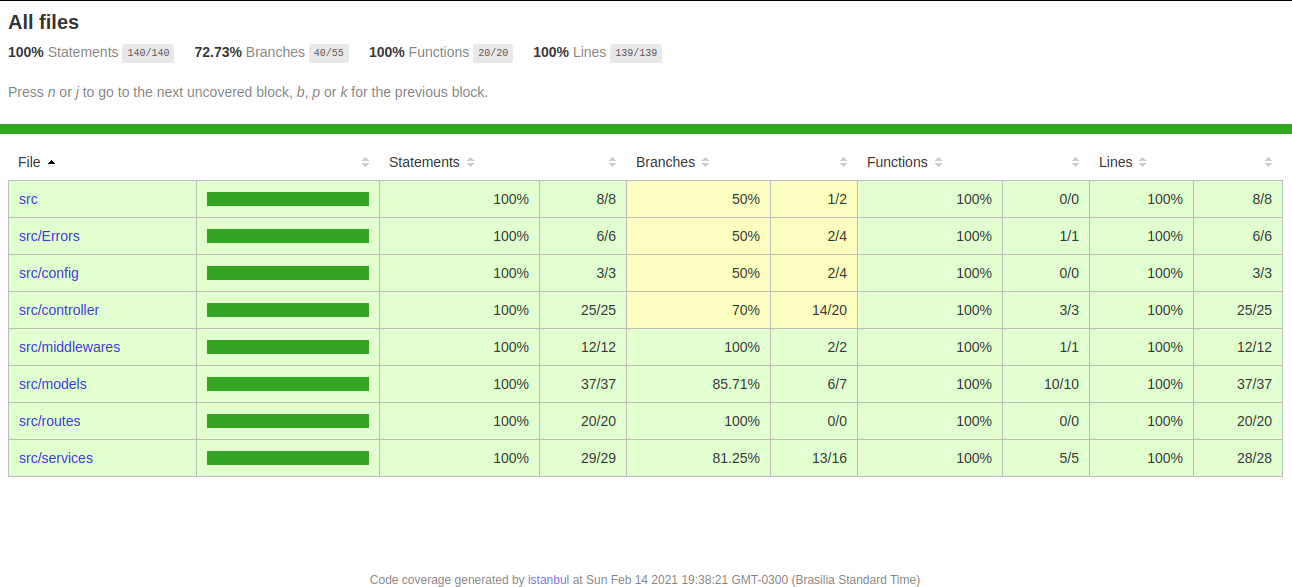 All files
100% Statements 140/140 72.73% Branches 40/55 100% Functions 20/20 100% Lines 139/139
Press n or j to go to the next uncovered block, b, p or k for the previous block.
File Statements Branches Functions Lines
src 100% 8/8 50% 1/2 100% 0/0 100% 8/8
src/Errors 100% 6/6 50% 2/4 100% 1/1 100% 6/6
src/config 100% 3/3 50% 2/4 100% 0/0 100% 3/3
src/controller 100% 25/25 70% 14/20 100% 3/3 100% 25/25
src/middlewares 100% 12/12 100% 2/2 100% 1/1 100% 12/12
src/models 100% 37/37 85.71% 6/7 100% 10/10 100% 37/37
src/routes 100% 20/20 100% 0/0 100% 0/0 100% 20/20
src/services 100% 29/29 81.25% 13/16 100% 5/5 100% 28/28
Code coverage generated by istanbul at Sun Feb 14 2021 19:38:21 GMT-0300 (Brasilia Standard Time)